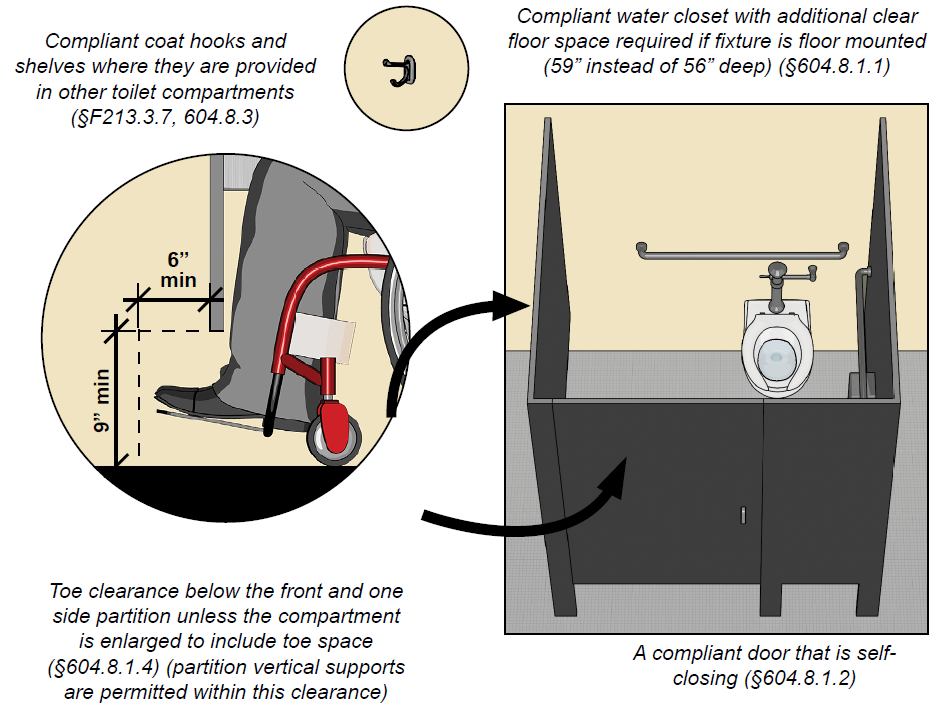 Compliant coat hooks and
shelves where they are provided
in other toilet compartments
(§F213.3.7, 604.8.3)
Compliant water closet with additional clear
floor space required if fixture is floor mounted
(59” instead of 56” deep) (§604.8.1.1)
6”
min
9” min
Toe clearance below the front and one
side partition unless the compartment
is enlarged to include toe space
(§604.8.1.4) (partition vertical supports
are permitted within this clearance)
A compliant door that is self-
closing (§604.8.1.2)